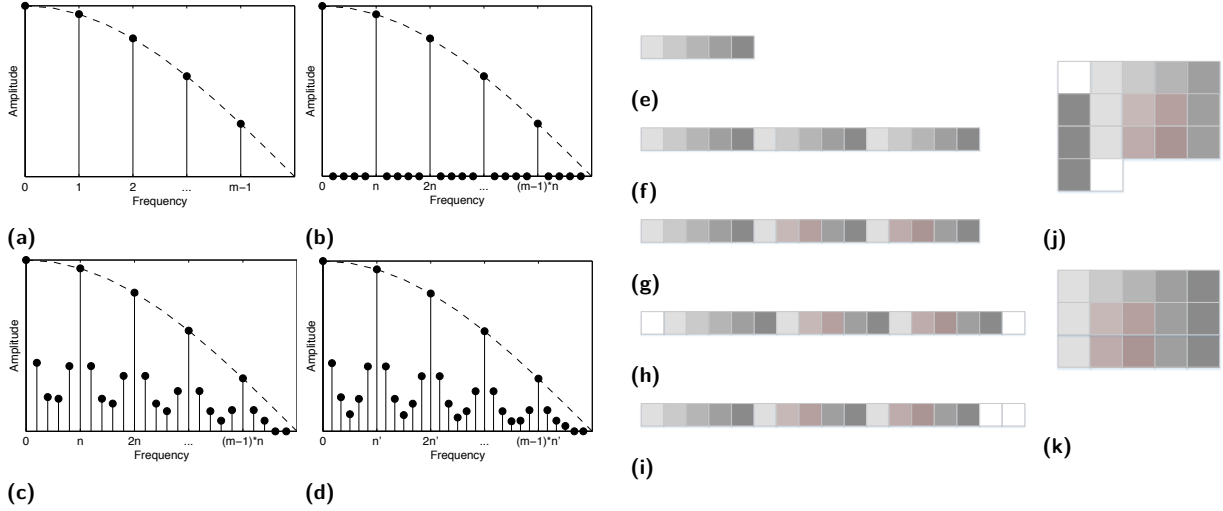 Amplitude
0 1 2 ... m−1
Frequency
(a)
Amplitude
0 n 2n ... (m−1)*n
Frequency
(b)
Amplitude
0 n 2n ... (m−1)*n
Frequency
(c)
Amplitude
0 n' 2n' ... (m−1)*n'
Frequency
(d)
(e)
(f)
(g)
(h)
(i)
(j)
(k)